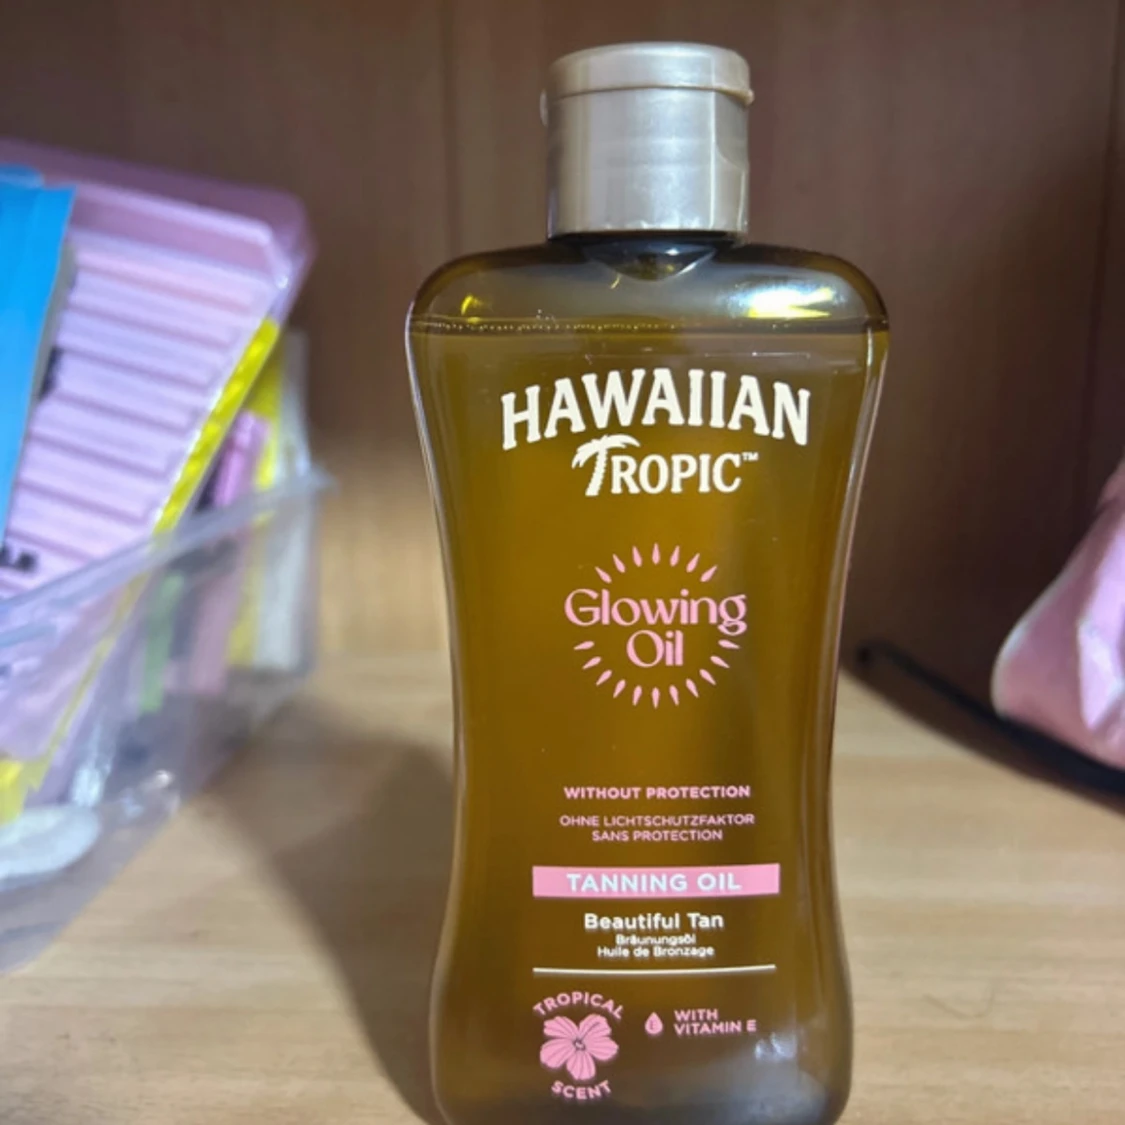 HAWAIIAN
TROPIC™
Glowing
Oil
WITHOUT PROTECTION
OHNE LICHTSCHUTZFAKTOR
SANS PROTECTION
TANNING OIL
Beautiful Tan
Bräunungsöl
Huile de Bronzage
TROPICAL
SCENT
E
WITH
VITAMIN E